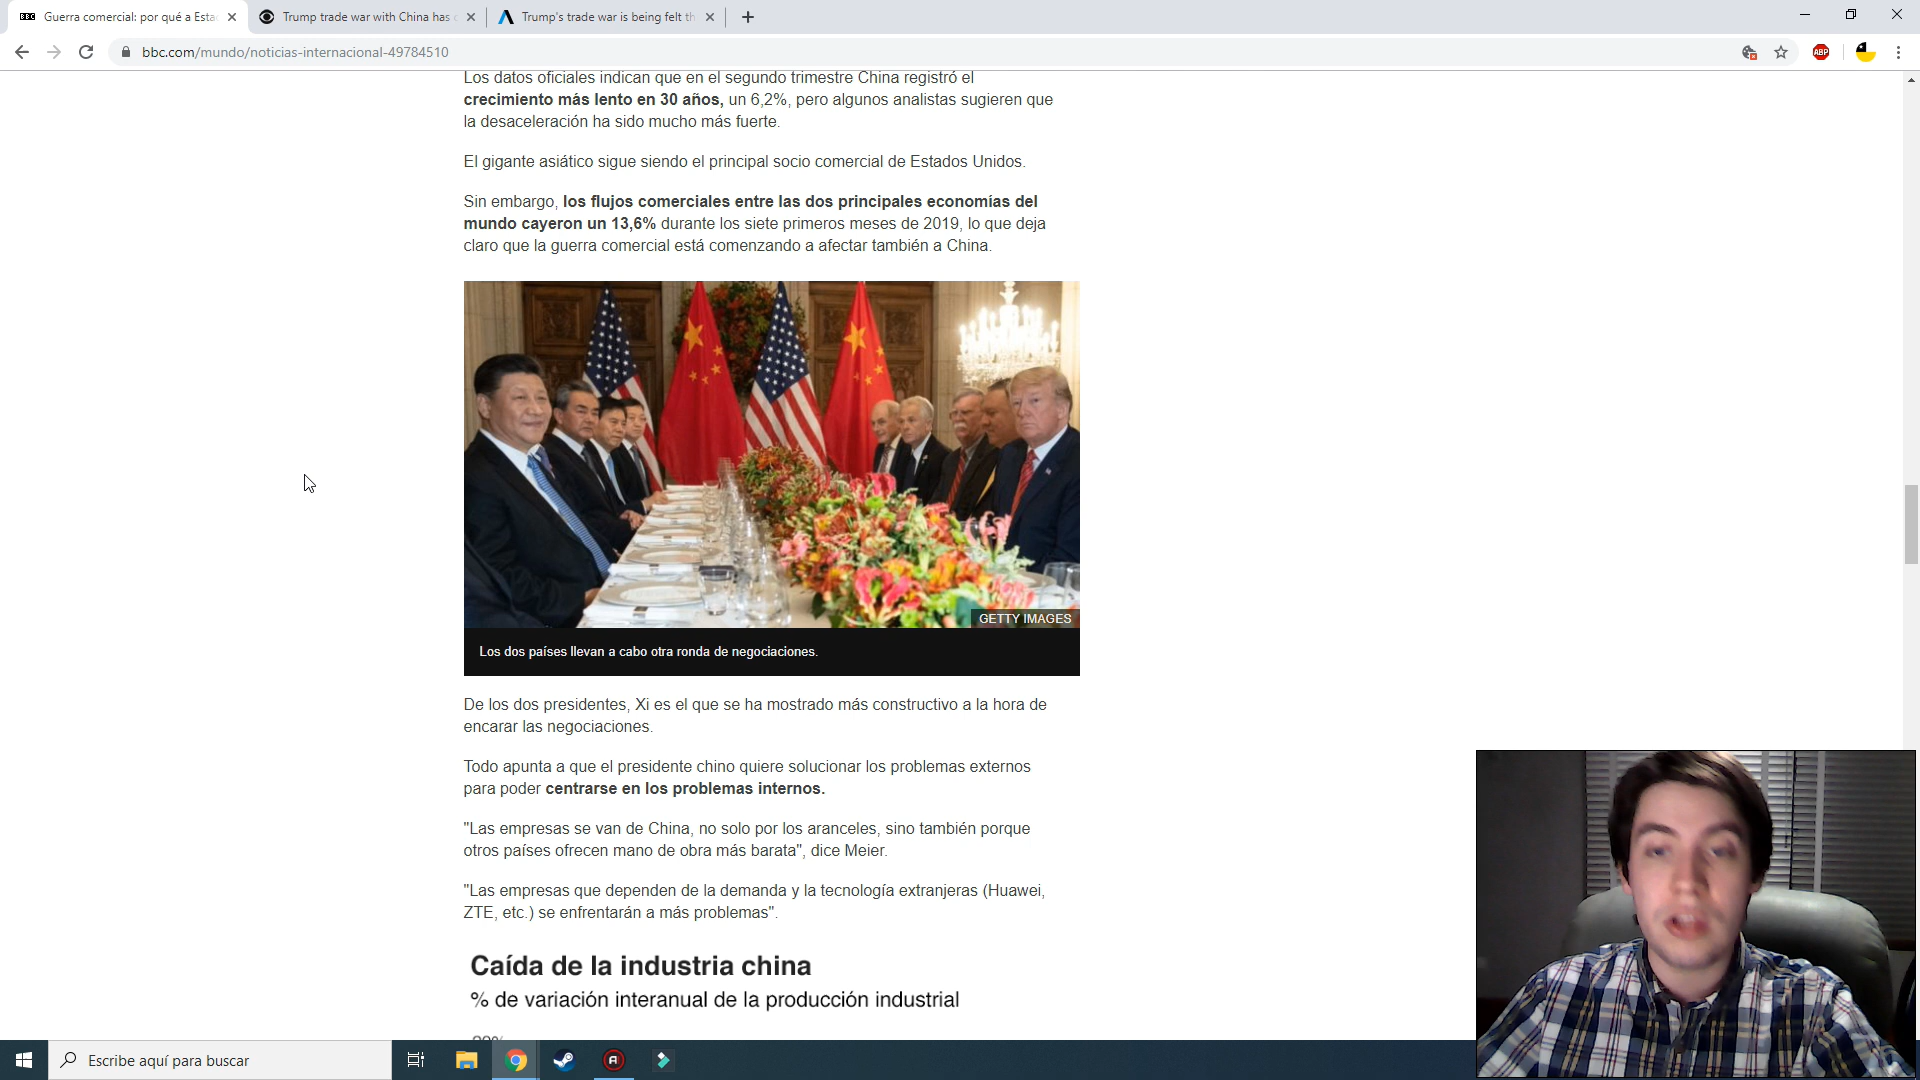 BBC Guerra comercial: por qué a Esta
Trump trade war with China has c
Trump's trade war is being felt th
bbc.com/mundo/noticias-internacional-49784510
ABP
Los datos oficiales indican que en el segundo trimestre China registró el
crecimiento más lento en 30 años, un 6,2%, pero algunos analistas sugieren que
la desaceleración ha sido mucho más fuerte.
El gigante asiático sigue siendo el principal socio comercial de Estados Unidos.
Sin embargo, los flujos comerciales entre las dos principales economías del
mundo cayeron un 13,6% durante los siete primeros meses de 2019, lo que deja
claro que la guerra comercial está comenzando a afectar también a China.
GETTY IMAGES
Los dos países llevan a cabo otra ronda de negociaciones.
De los dos presidentes, Xi es el que se ha mostrado más constructivo a la hora de
encarar las negociaciones.
Todo apunta a que el presidente chino quiere solucionar los problemas externos
para poder centrarse en los problemas internos.
"Las empresas se van de China, no solo por los aranceles, sino también porque
otros países ofrecen mano de obra más barata", dice Meier.
"Las empresas que dependen de la demanda y la tecnología extranjeras (Huawei,
ZTE, etc.) se enfrentarán a más problemas".
Caída de la industria china
% de variación interanual de la producción industrial
Escribe aquí para buscar